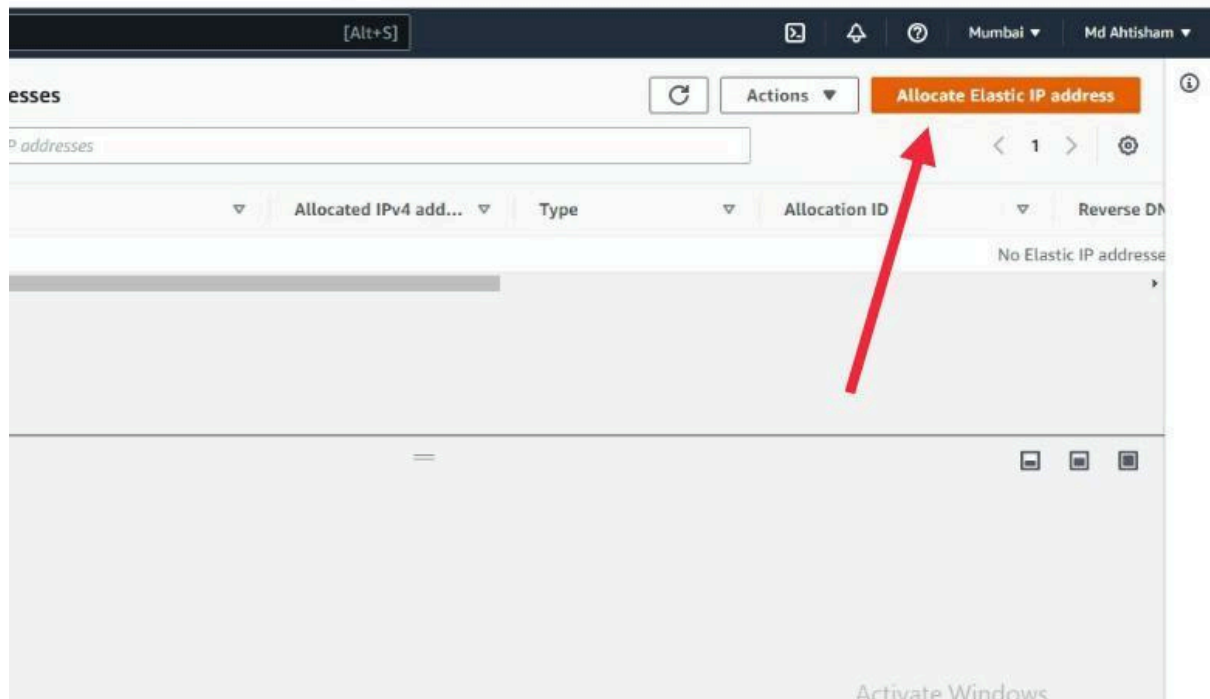 [Alt+S] Mumbai Md Ahtisham
esses Actions Allocate Elastic IP address
P addresses 1
Allocated IPv4 add... Type Allocation ID Reverse DN
No Elastic IP addresse
Activate Windows